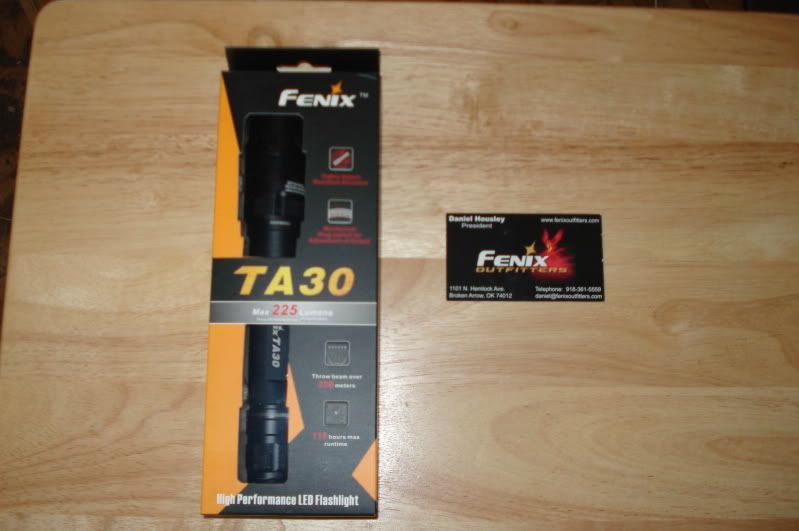 FENIX™
TA30
Max 225 Lumens
TA30
Throw beam over
meters
hours max
runtime
High Performance LED Flashlight
Daniel Housley
President
www.fenixoutfitters.com
FENIX
OUTFITTERS
1101 N. Hemlock Ave.
Broken Arrow, OK 74012
Telephone: 918-361-5559
daniel@fenixoutfitters.com